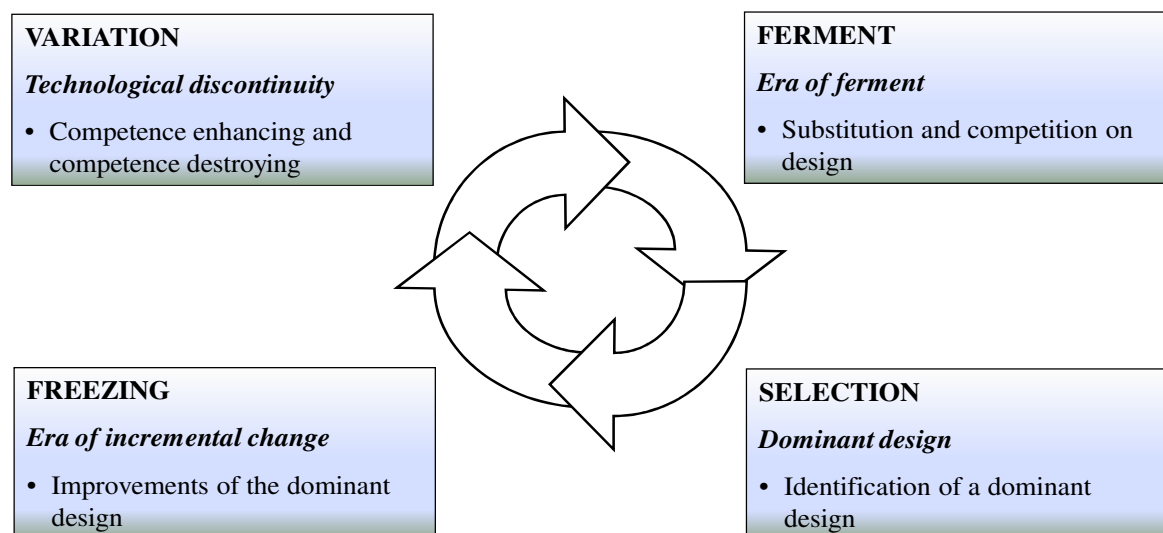 VARIATION
Technological discontinuity
• Competence enhancing and
competence destroying
FERMENT
Era of ferment
• Substitution and competition on
design
FREEZING
Era of incremental change
• Improvements of the dominant
design
SELECTION
Dominant design
• Identification of a dominant
design